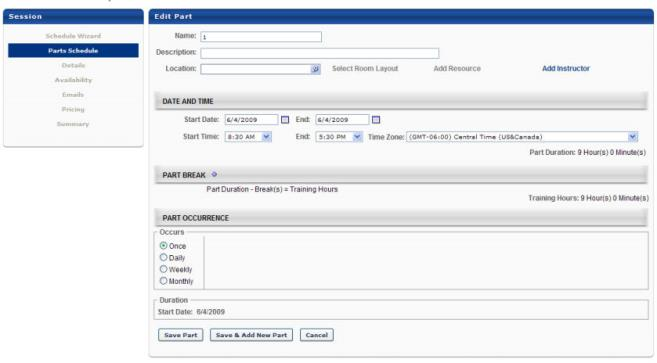 Session
Schedule Wizard
Parts Schedule
Details
Availability
Emails
Pricing
Summary
Edit Part
Name: 1
Description:
Location: Select Room Layout Add Resource Add Instructor
DATE AND TIME
Start Date: 6/4/2009 End: 6/4/2009
Start Time: 8:30 AM End: 5:30 PM Time Zone: (GMT-06:00) Central Time (US&Canada)
Part Duration: 9 Hour(s) 0 Minute(s)
PART BREAK
Part Duration - Break(s) = Training Hours
Training Hours: 9 Hour(s) 0 Minute(s)
PART OCCURRENCE
Occurs
Once
Daily
Weekly
Monthly
Duration
Start Date: 6/4/2009
Save Part Save & Add New Part Cancel